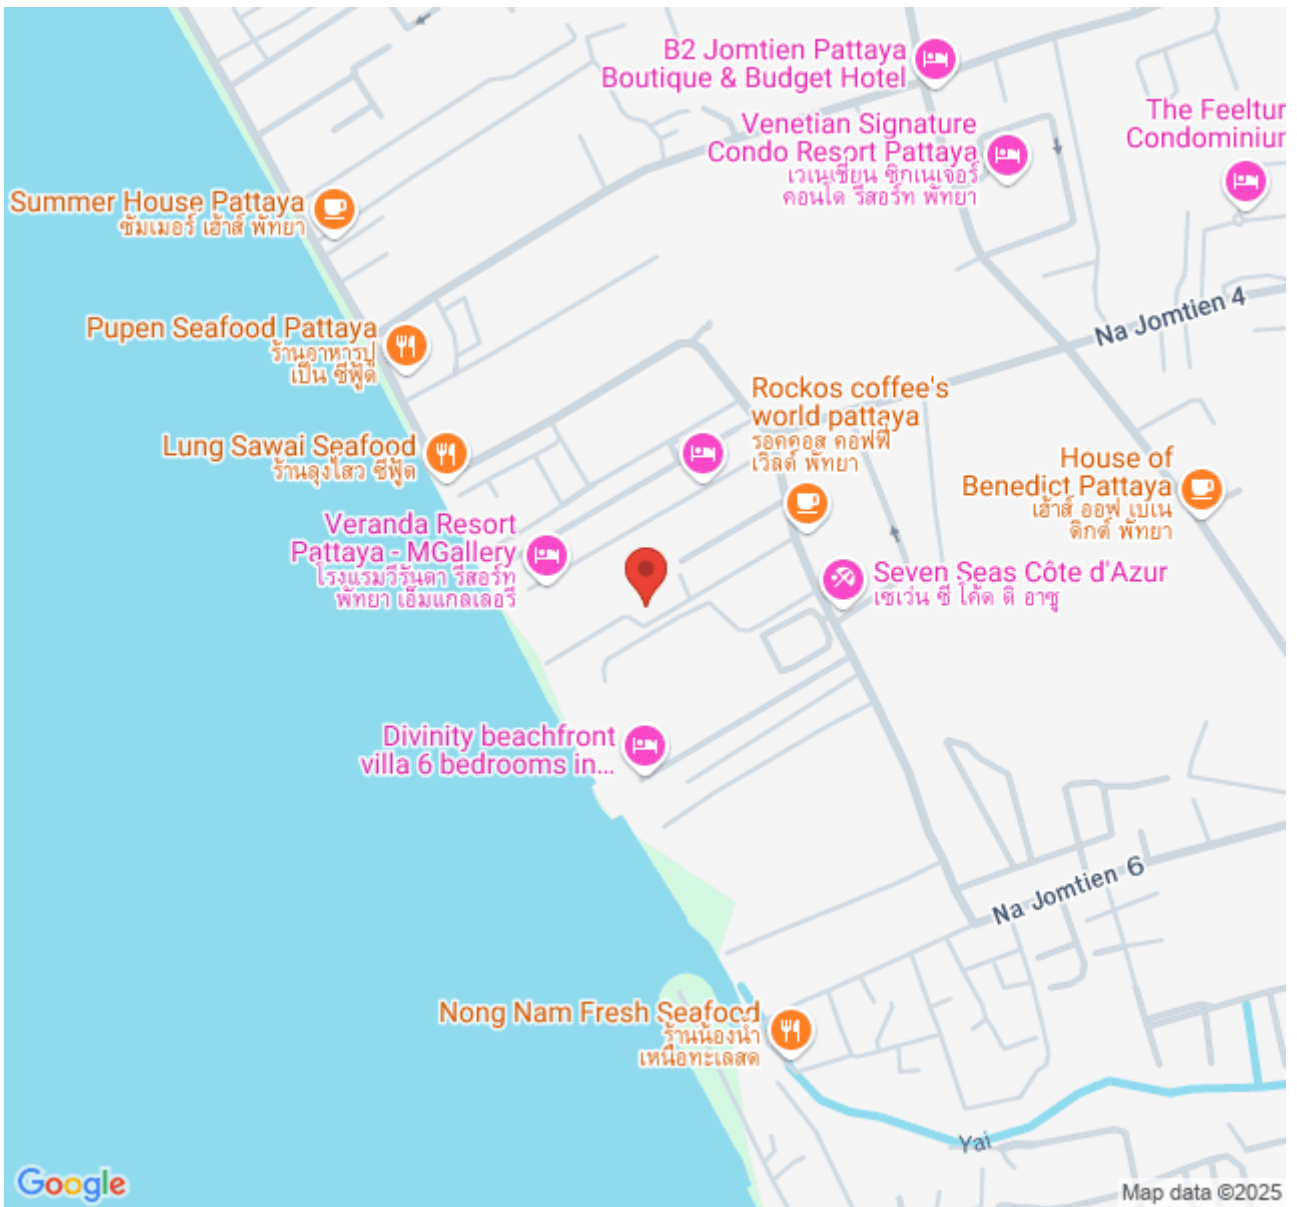 B2 Jomtien Pattaya
Boutique & Budget Hotel
The Feeltur
Condominiur
Venetian Signature
Condo Resort Pattaya
เวเนเชี่ยน ซิกเนเจอร์
คอนโด รีสอร์ท พัทยา
Summer House Pattaya
ซัมเมอร์ เฮ้าส์ พัทยา
Na Jomtien 4
Pupen Seafood Pattaya
ร้านอาหารปู
เป็น ซีฟู้ด
Rockos coffee's
world pattaya
รอคคอส คอฟฟี่
เวิลด์ พัทยา
Lung Sawai Seafood
ร้านลุงไสว ซีฟู้ด
House of
Benedict Pattaya
เฮ้าส์ ออฟ เบเน
ดิกต์ พัทยา
Veranda Resort
Pattaya - MGallery
โรงแรมวีรันดา รีสอร์ท
พัทยา เอ็มแกลเลอรี
Seven Seas Côte d'Azur
เซเว่น ซี โค้ด ดิ อาซู
Divinity beachfront
villa 6 bedrooms in...
Na Jomtien 6
Nong Nam Fresh Seafood
ร้านน้องน้ำ
เหนือทะเลสด
Yai
Google
Map data ©2025